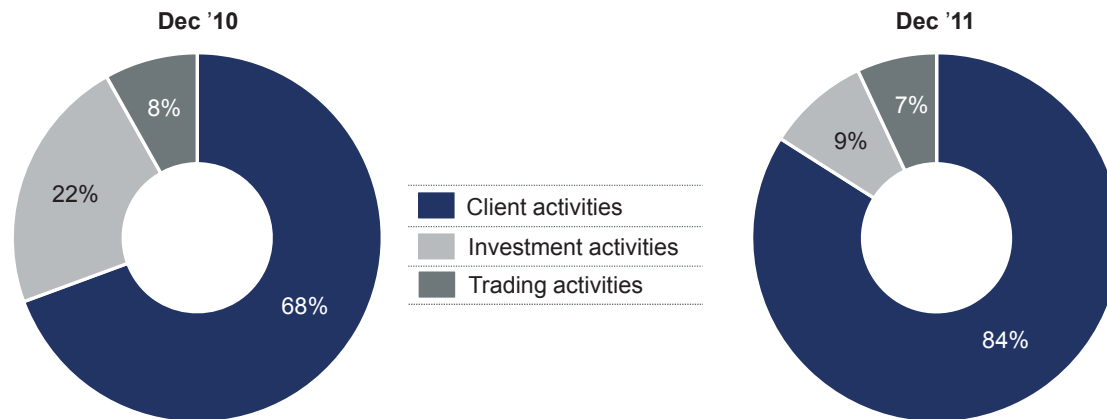 Dec ’10
Dec ’11
8%
22%
68%
Client activities
Investment activities
Trading activities
7%
9%
84%